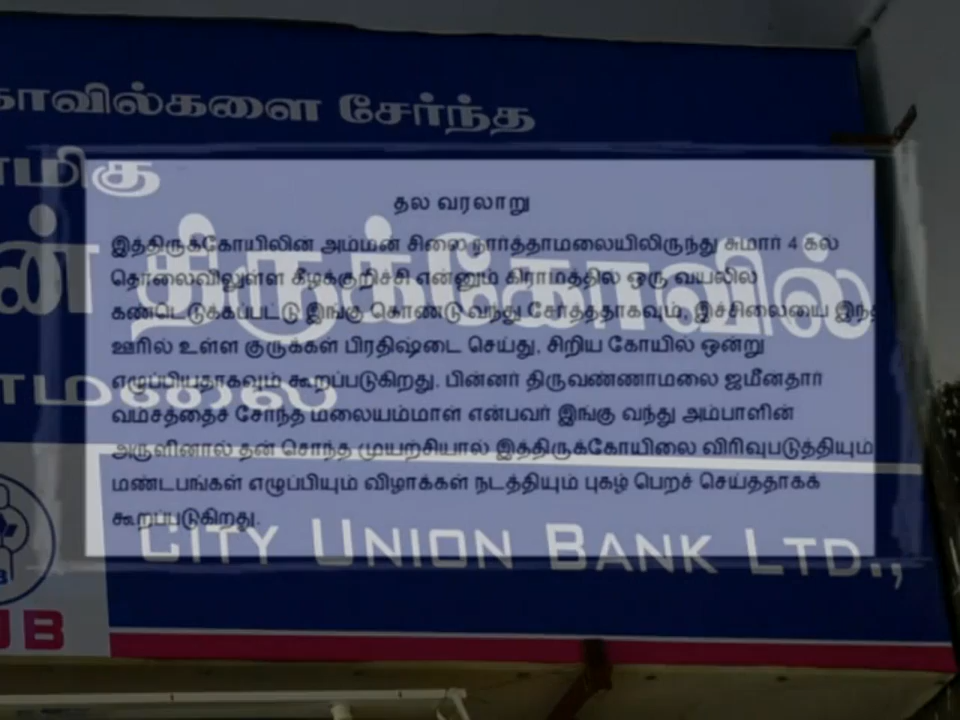 காவில்களை சேர்ந்த
மிகு
ன் திருக்கோவில்
மலை
தல வரலாறு
இத்திருக்கோயிலின் அம்மன் சிலை நார்த்தாமலையிலிருந்து சுமார் 4 கல்
தொலைவிலுள்ள கீழக்குறிச்சி என்னும் கிராமத்தில் ஒரு வயலில்
கண்டெடுக்கப்பட்டு இங்கு கொண்டு வந்து சேர்த்ததாகவும், இச்சிலையை இந்த
ஊரில் உள்ள குருக்கள் பிரதிஷ்டை செய்து, சிறிய கோயில் ஒன்று
எழுப்பியதாகவும் கூறப்படுகிறது. பின்னர் திருவண்ணாமலை ஜமீன்தார்
வம்சத்தைச் சேர்ந்த மலையம்மாள் என்பவர் இங்கு வந்து அம்பாளின்
அருளினால் தன் சொந்த முயற்சியால் இத்திருக்கோயிலை விரிவுபடுத்தியும்
மண்டபங்கள் எழுப்பியும் விழாக்கள் நடத்தியும் புகழ் பெறச் செய்ததாகக்
கூறப்படுகிறது.
CITY UNION BANK LTD.,
UB